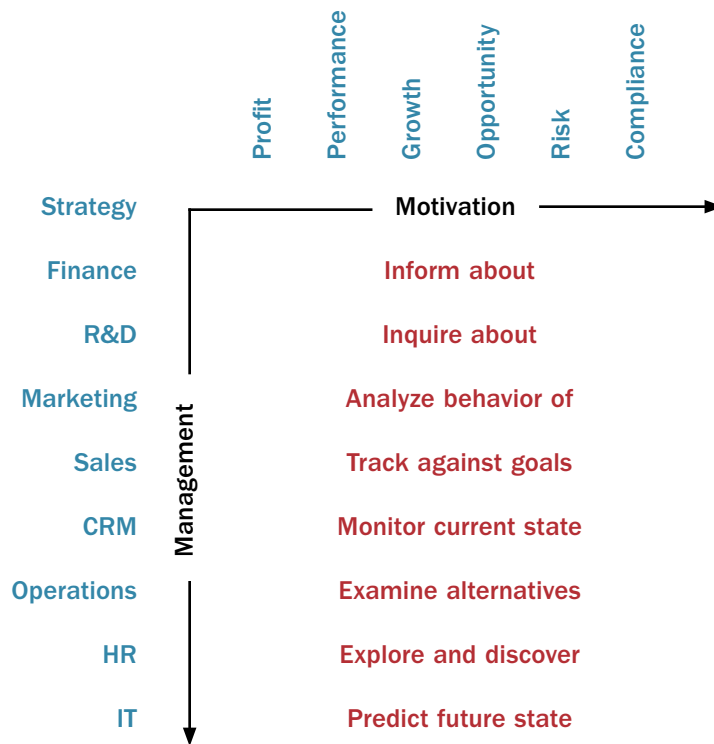 Profit
Performance
Growth
Opportunity
Risk
Compliance
Strategy
Motivation
Finance
Inform about
R&D
Inquire about
Marketing
Analyze behavior of
Management
Sales
Track against goals
CRM
Monitor current state
Operations
Examine alternatives
HR
Explore and discover
IT
Predict future state